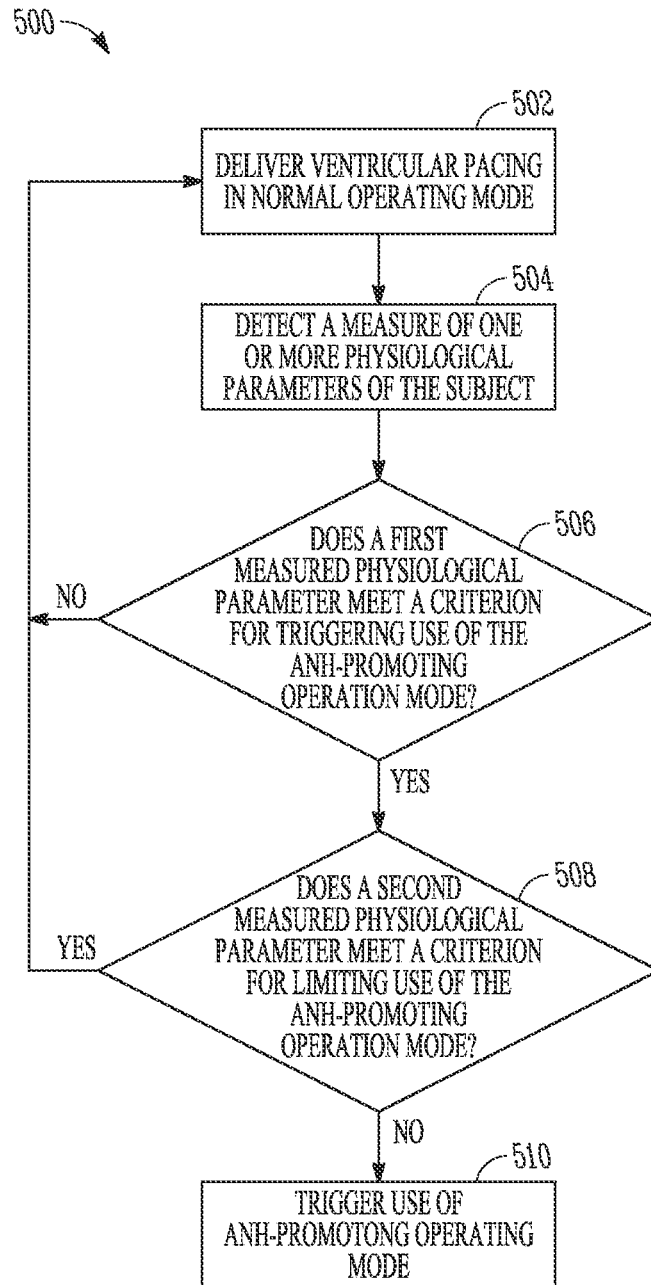 500
502
DELIVER VENTRICULAR PACING
IN NORMAL OPERATING MODE
504
DETECT A MEASURE OF ONE
OR MORE PHYSIOLOGICAL
PARAMETERS OF THE SUBJECT
506
DOES A FIRST
MEASURED PHYSIOLOGICAL
PARAMETER MEET A CRITERION
FOR TRIGGERING USE OF THE
ANH-PROMOTING
OPERATION MODE?
NO
YES
508
DOES A SECOND
MEASURED PHYSIOLOGICAL
PARAMETER MEET A CRITERION
FOR LIMITING USE OF THE
ANH-PROMOTING
OPERATION MODE?
YES
NO
510
TRIGGER USE OF
ANH-PROMOTONG OPERATING
MODE